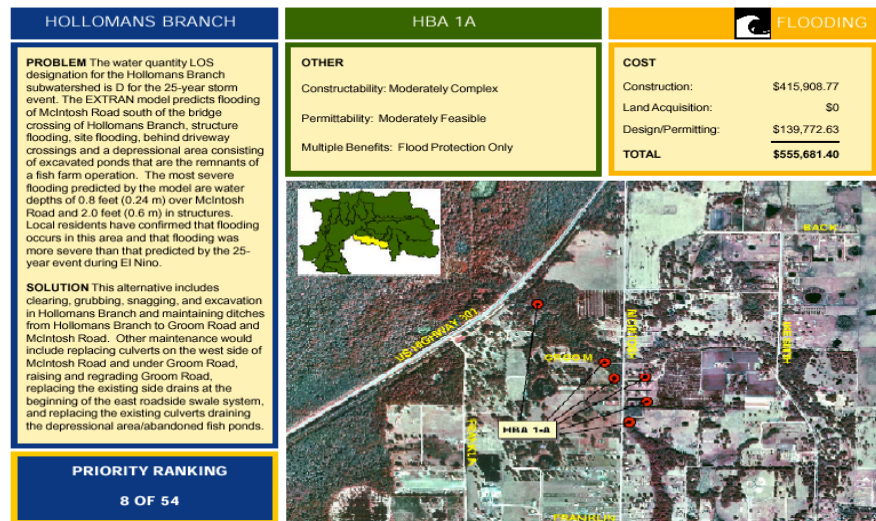 HOLLOMANS BRANCH
PROBLEM The water quantity LOS
designation for the Hollomans Branch
subwatershed is D for the 25-year storm
event. The EXTRAN model predicts flooding
of McIntosh Road south of the bridge
crossing of Hollomans Branch, structure
flooding, site flooding, behind driveway
crossings and a depressional area consisting
of excavated ponds that are the remnants of
a fish farm operation. The most severe
flooding predicted by the model are water
depths of 0.8 feet (0.24 m) over McIntosh
Road and 2.0 feet (0.6 m) in structures.
Local residents have confirmed that flooding
occurs in this area and that flooding was
more severe than that predicted by the 25-
year event during El Nino.
SOLUTION This alternative includes
clearing, grubbing, snagging, and excavation
in Hollomans Branch and maintaining ditches
from Hollomans Branch to Groom Road and
McIntosh Road. Other maintenance would
include replacing culverts on the west side of
McIntosh Road and under Groom Road,
raising and regrading Groom Road,
replacing the existing side drains at the
beginning of the east roadside swale system,
and replacing the existing culverts draining
the depressional area/abandoned fish ponds.
PRIORITY RANKING
8 OF 54
HBA 1A
OTHER
Constructability: Moderately Complex
Permittability: Moderately Feasible
Multiple Benefits: Flood Protection Only
FLOODING
COST
Construction: $415,908.77
Land Acquisition: $0
Design/Permitting: $139,772.63
TOTAL $555,681.40
US HIGHWAY 301
GROOM
MCINTOSH
HBA 1-A
FRANKLIN